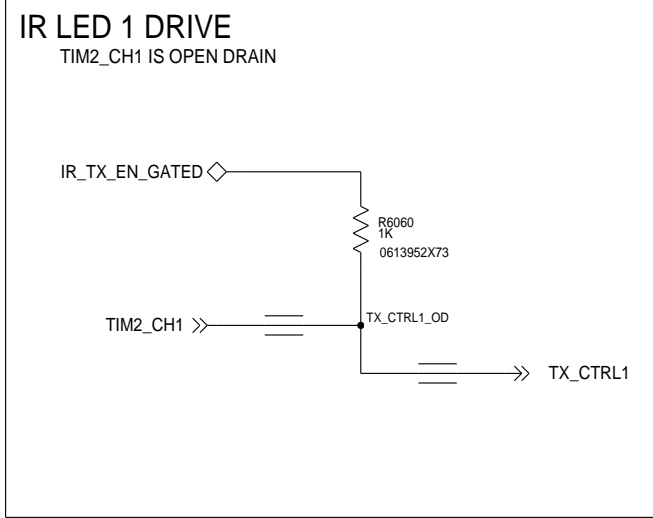 IR LED 1 DRIVE
TIM2_CH1 IS OPEN DRAIN
IR_TX_EN_GATED
R6060
1K
0613952X73
TIM2_CH1
TX_CTRL1_OD
TX_CTRL1